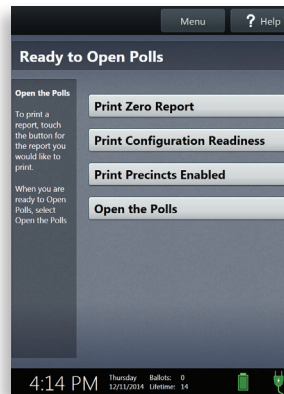 Menu
? Help
Ready to Open Polls
Open the Polls
To print a
report, touch
the button for
the report you
would like to
print.
When you are
ready to Open
Polls, select
Open the Polls
Print Zero Report
Print Configuration Readiness
Print Precincts Enabled
Open the Polls
4:14 PM
Thursday
12/11/2014
Ballots: 0
Lifetime: 14